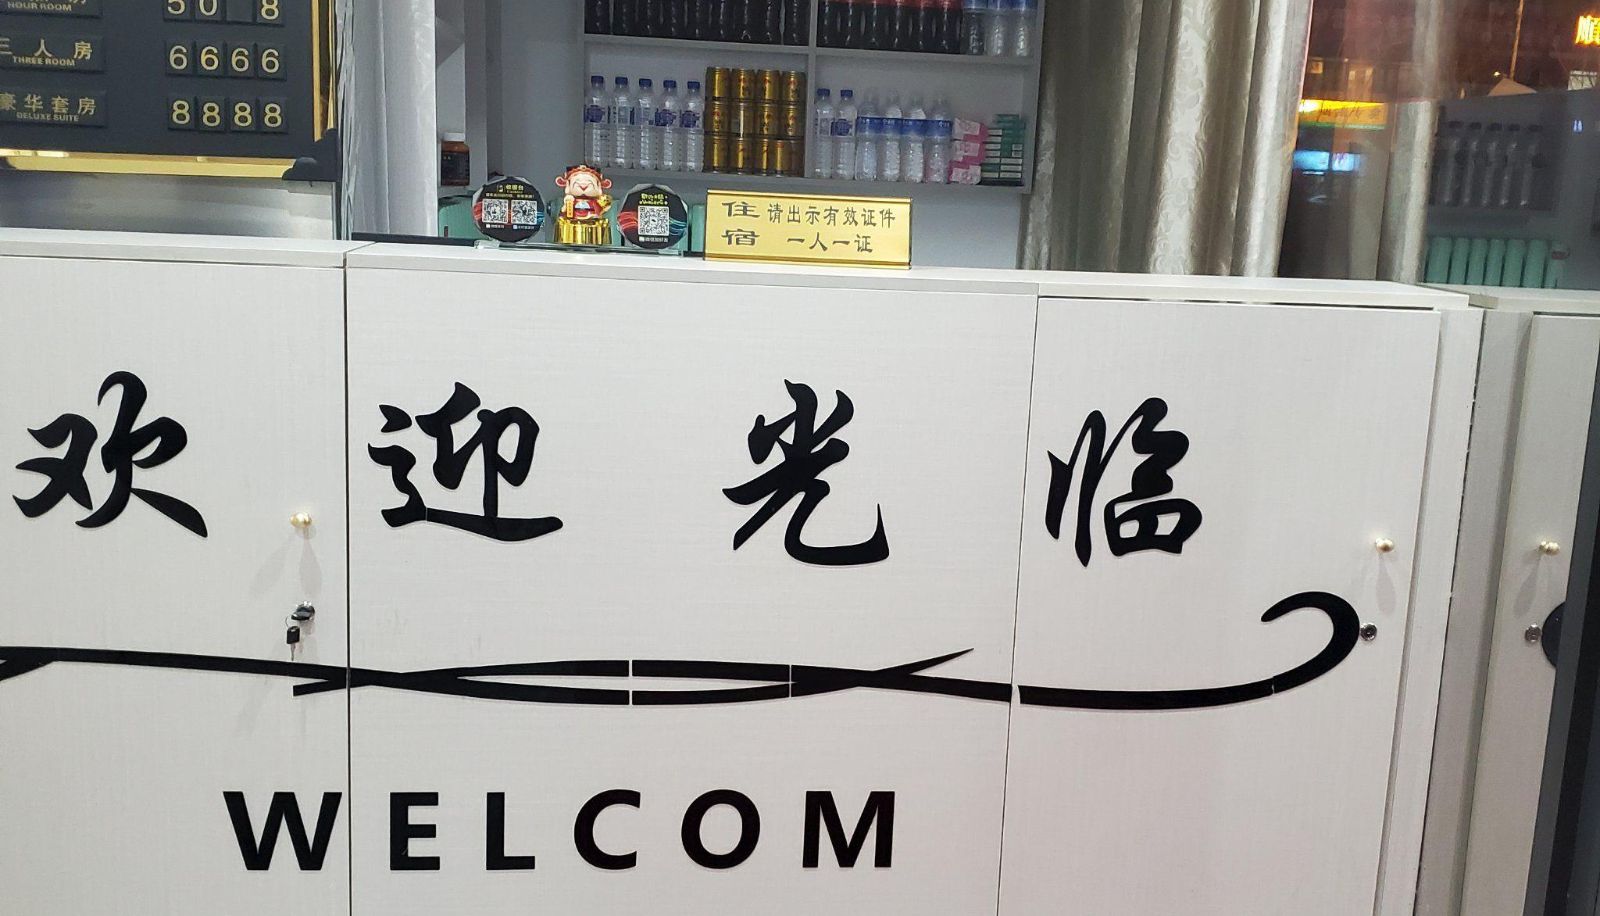 HOUR ROOM
50 8
三人房
THREE ROOM
6666
豪华套房
DELUXE SUITE
8888
住宿
请出示有效证件
一人一证
欢迎光临
WELCOM